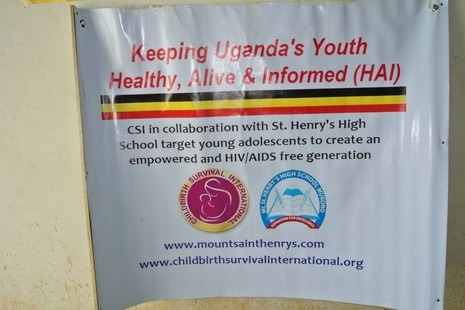 Keeping Uganda's Youth
Healthy, Alive & Informed (HAI)
CSI in collaboration with St. Henry's High
School target young adolescents to create an
empowered and HIV/AIDS free generation
CHILDBIRTH SURVIVAL INTERNATIONAL
MT. ST. HENRY'S HIGH SCHOOL MUKONO
www.mountsainthenrys.com
www.childbirthsurvivalinternational.org